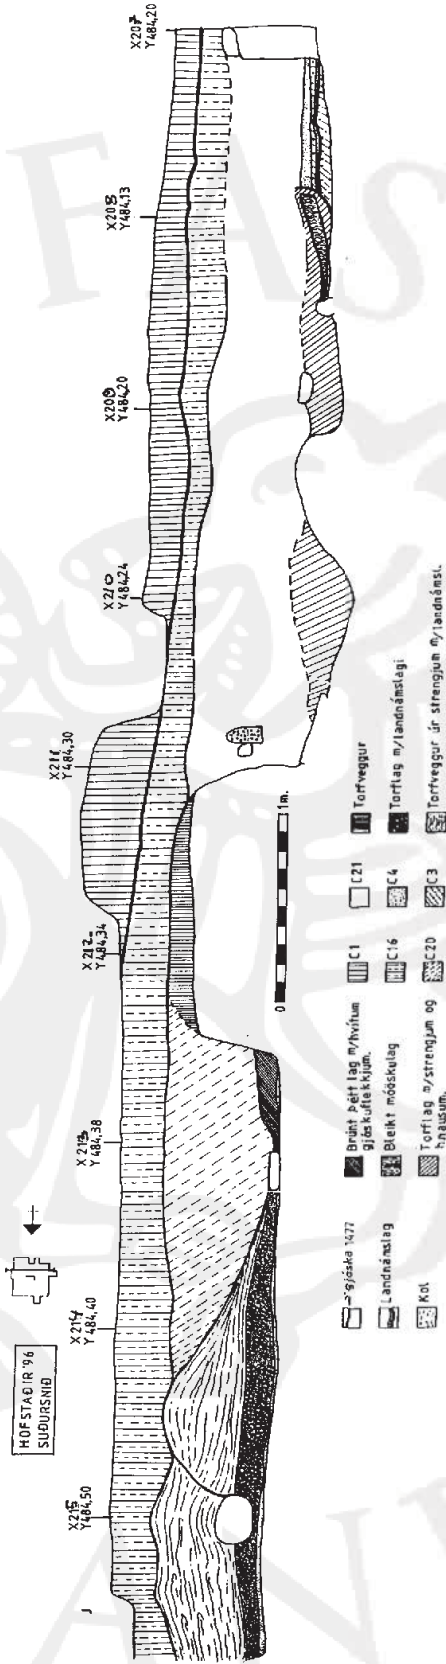 HOFSTAÐIR '96
SUÐURSNIÐ
X215
Y484,50
X214
Y484,40
X213
Y484,38
X212
Y484,34
X211
Y484,30
X210
Y484,24
X209
Y484,20
X208
Y484,13
X207
Y484,20
0
1m.
gjóska 1477
Landnámslag
Kol
Brúnt þétt lag m/hvítum
gjóskuflekkjum.
Bleikt móöskulag
Torflag m/strengjum og
hnausum.
C1
C16
C20
C21
C4
C3
Torfveggur
Torflag m/landnámslagi
Torfveggur úr strengjum m/landnámsl.